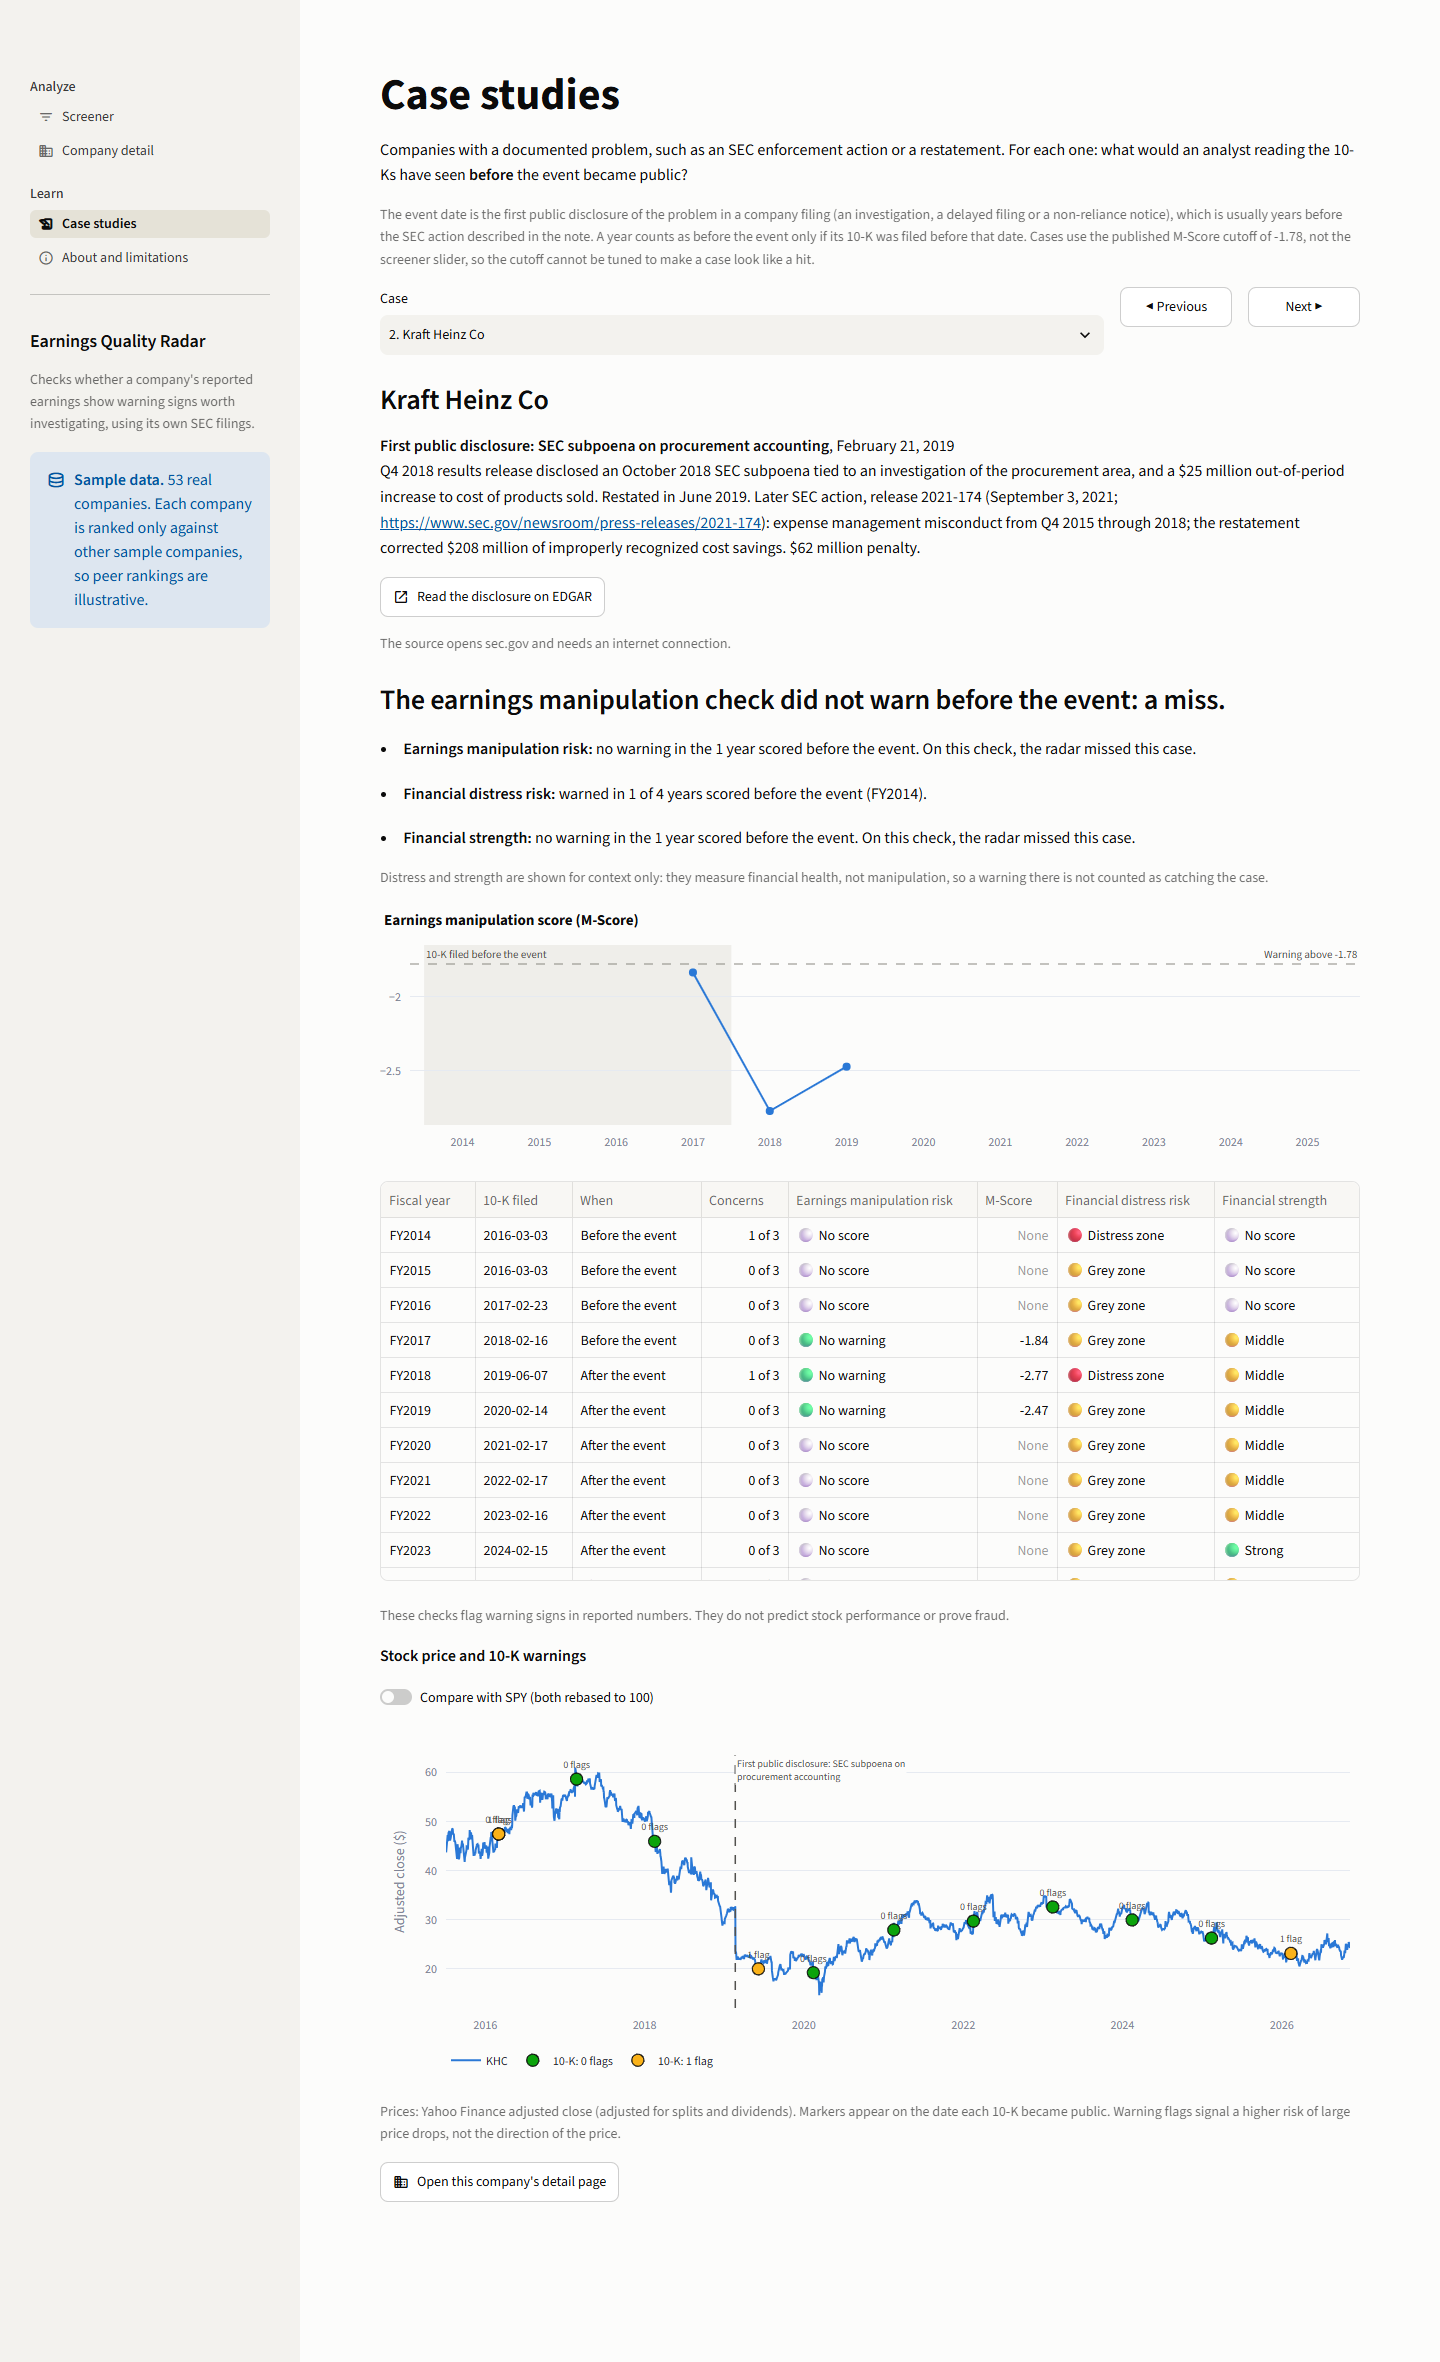 Analyze
Screener
Company detail
Learn
Case studies
About and limitations
Earnings Quality Radar
Checks whether a company's reported
earnings show warning signs worth
investigating, using its own SEC filings.
Sample data. 53 real
companies. Each company
is ranked only against
other sample companies,
so peer rankings are
illustrative.
Case studies
Companies with a documented problem, such as an SEC enforcement action or a restatement. For each one: what would an analyst reading the 10-
Ks have seen before the event became public?
The event date is the first public disclosure of the problem in a company filing (an investigation, a delayed filing or a non-reliance notice), which is usually years before
the SEC action described in the note. A year counts as before the event only if its 10-K was filed before that date. Cases use the published M-Score cutoff of -1.78, not the
screener slider, so the cutoff cannot be tuned to make a case look like a hit.
Case
2. Kraft Heinz Co
◂ Previous
Next ▸
Kraft Heinz Co
First public disclosure: SEC subpoena on procurement accounting, February 21, 2019
Q4 2018 results release disclosed an October 2018 SEC subpoena tied to an investigation of the procurement area, and a $25 million out-of-period
increase to cost of products sold. Restated in June 2019. Later SEC action, release 2021-174 (September 3, 2021;
https://www.sec.gov/newsroom/press-releases/2021-174): expense management misconduct from Q4 2015 through 2018; the restatement
corrected $208 million of improperly recognized cost savings. $62 million penalty.
Read the disclosure on EDGAR
The source opens sec.gov and needs an internet connection.
The earnings manipulation check did not warn before the event: a miss.
• Earnings manipulation risk: no warning in the 1 year scored before the event. On this check, the radar missed this case.
• Financial distress risk: warned in 1 of 4 years scored before the event (FY2014).
• Financial strength: no warning in the 1 year scored before the event. On this check, the radar missed this case.
Distress and strength are shown for context only: they measure financial health, not manipulation, so a warning there is not counted as catching the case.
Earnings manipulation score (M-Score)
10-K filed before the event
Warning above -1.78
−2
−2.5
2014 2015 2016 2017 2018 2019 2020 2021 2022 2023 2024 2025
Fiscal year 10-K filed When Concerns Earnings manipulation risk M-Score Financial distress risk Financial strength
FY2014 2016-03-03 Before the event 1 of 3 No score None Distress zone No score
FY2015 2016-03-03 Before the event 0 of 3 No score None Grey zone No score
FY2016 2017-02-23 Before the event 0 of 3 No score None Grey zone No score
FY2017 2018-02-16 Before the event 0 of 3 No warning -1.84 Grey zone Middle
FY2018 2019-06-07 After the event 1 of 3 No warning -2.77 Distress zone Middle
FY2019 2020-02-14 After the event 0 of 3 No warning -2.47 Grey zone Middle
FY2020 2021-02-17 After the event 0 of 3 No score None Grey zone Middle
FY2021 2022-02-17 After the event 0 of 3 No score None Grey zone Middle
FY2022 2023-02-16 After the event 0 of 3 No score None Grey zone Middle
FY2023 2024-02-15 After the event 0 of 3 No score None Grey zone Strong
These checks flag warning signs in reported numbers. They do not predict stock performance or prove fraud.
Stock price and 10-K warnings
Compare with SPY (both rebased to 100)
First public disclosure: SEC subpoena on
procurement accounting
Adjusted close ($)
60
50
40
30
20
0 flags
0 flags
0 flags
0 flags
0 flags
0 flags
0 flags
0 flags
1 flag
1 flag
2016 2018 2020 2022 2024 2026
KHC 10-K: 0 flags 10-K: 1 flag
Prices: Yahoo Finance adjusted close (adjusted for splits and dividends). Markers appear on the date each 10-K became public. Warning flags signal a higher risk of large
price drops, not the direction of the price.
Open this company's detail page